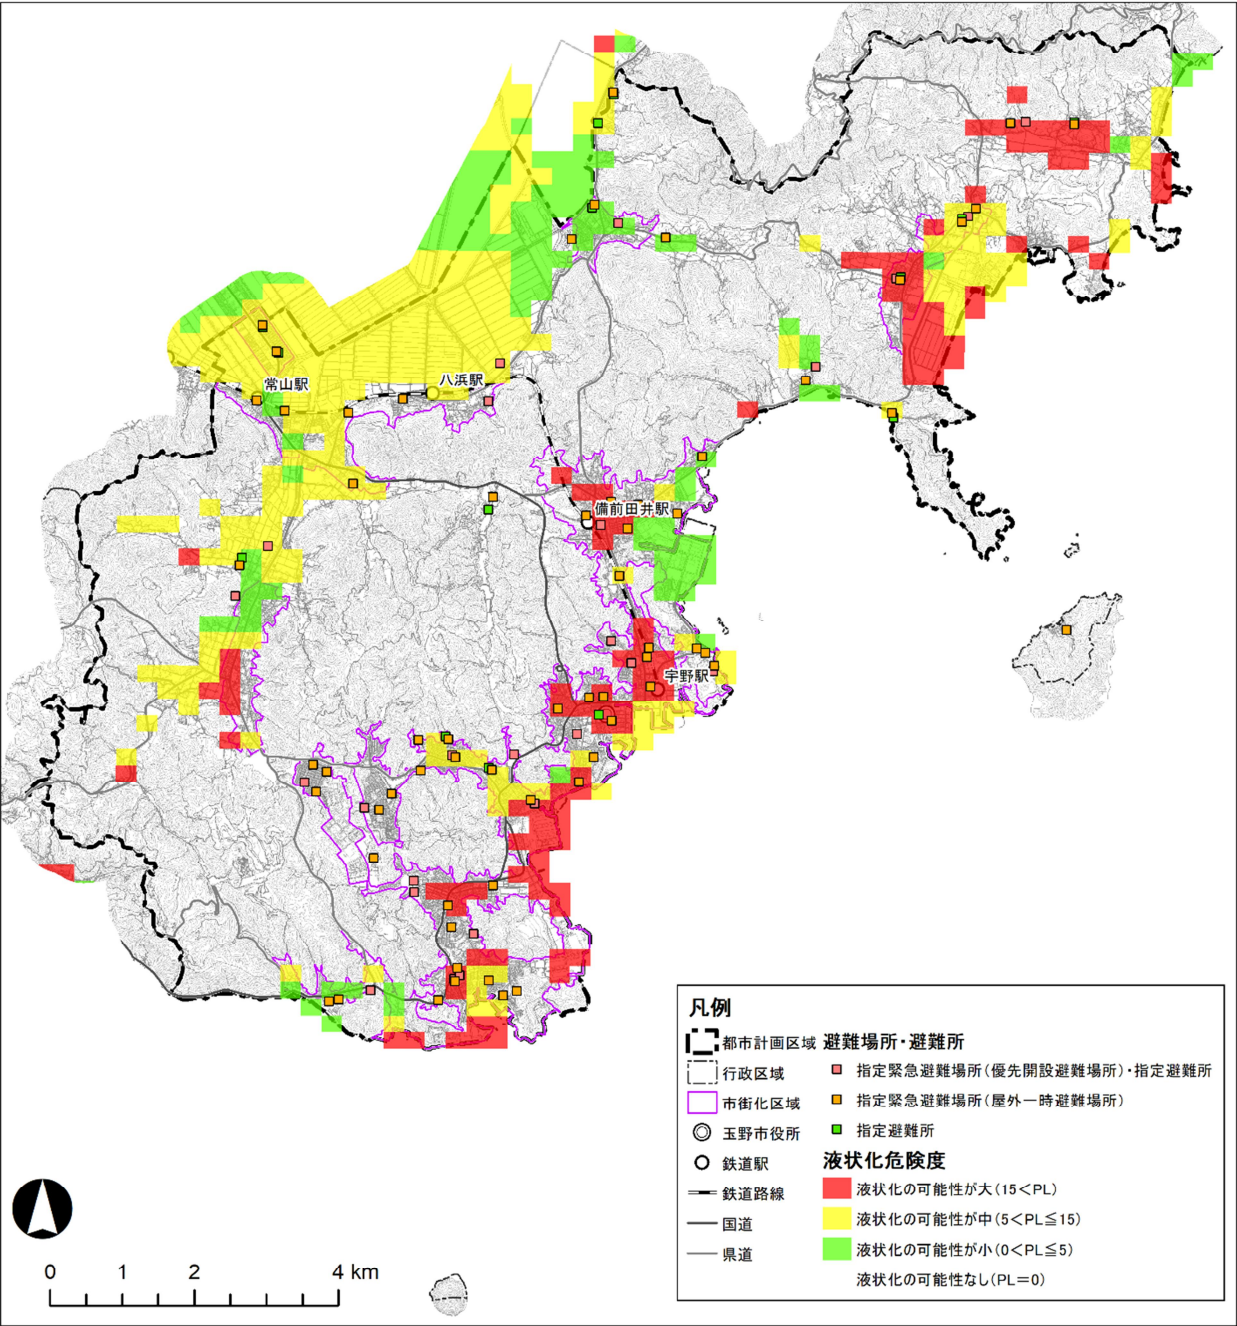 常山駅
八浜駅
備前田井駅
宇野駅
凡例
都市計画区域
行政区域
市街化区域
玉野市役所
鉄道駅
鉄道路線
国道
県道
避難場所・避難所
指定緊急避難場所(優先開設避難場所)・指定避難所
指定緊急避難場所(屋外一時避難場所)
指定避難所
液状化危険度
液状化の可能性が大(15<PL)
液状化の可能性が中(5<PL≦15)
液状化の可能性が小(0<PL≦5)
液状化の可能性なし(PL=0)
0 1 2 4 km